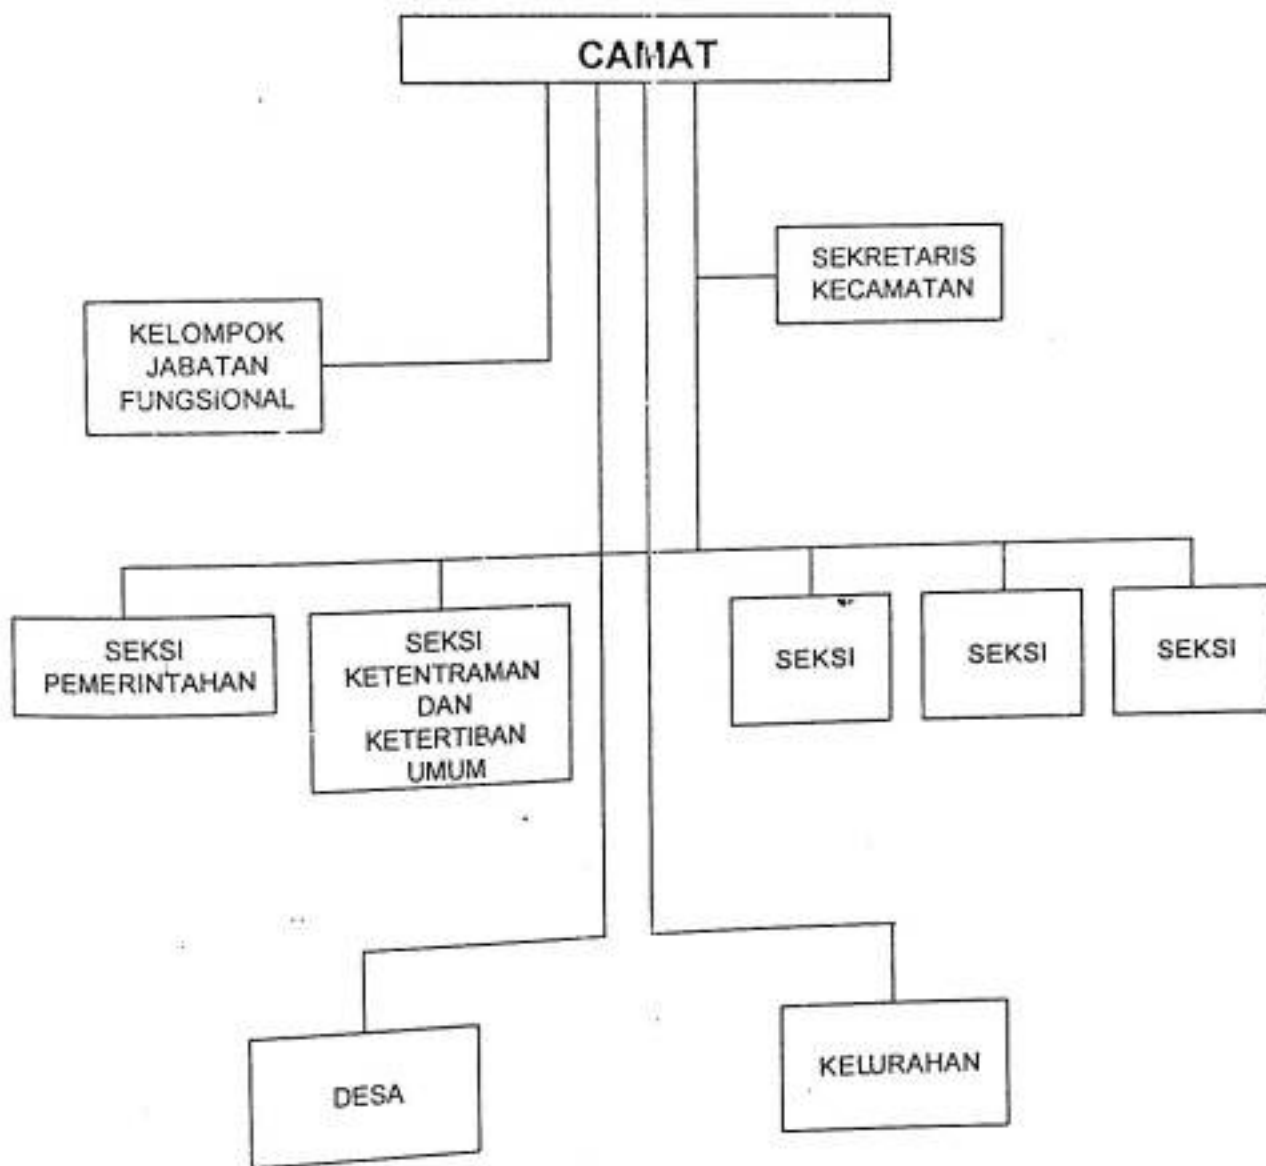 CAMAT
SEKRETARIS
KECAMATAN
KELOMPOK
JABATAN
FUNGSIONAL
SEKSI
PEMERINTAHAN
SEKSI
KETENTRAMAN
DAN
KETERTIBAN
UMUM
SEKSI
SEKSI
SEKSI
DESA
KELURAHAN